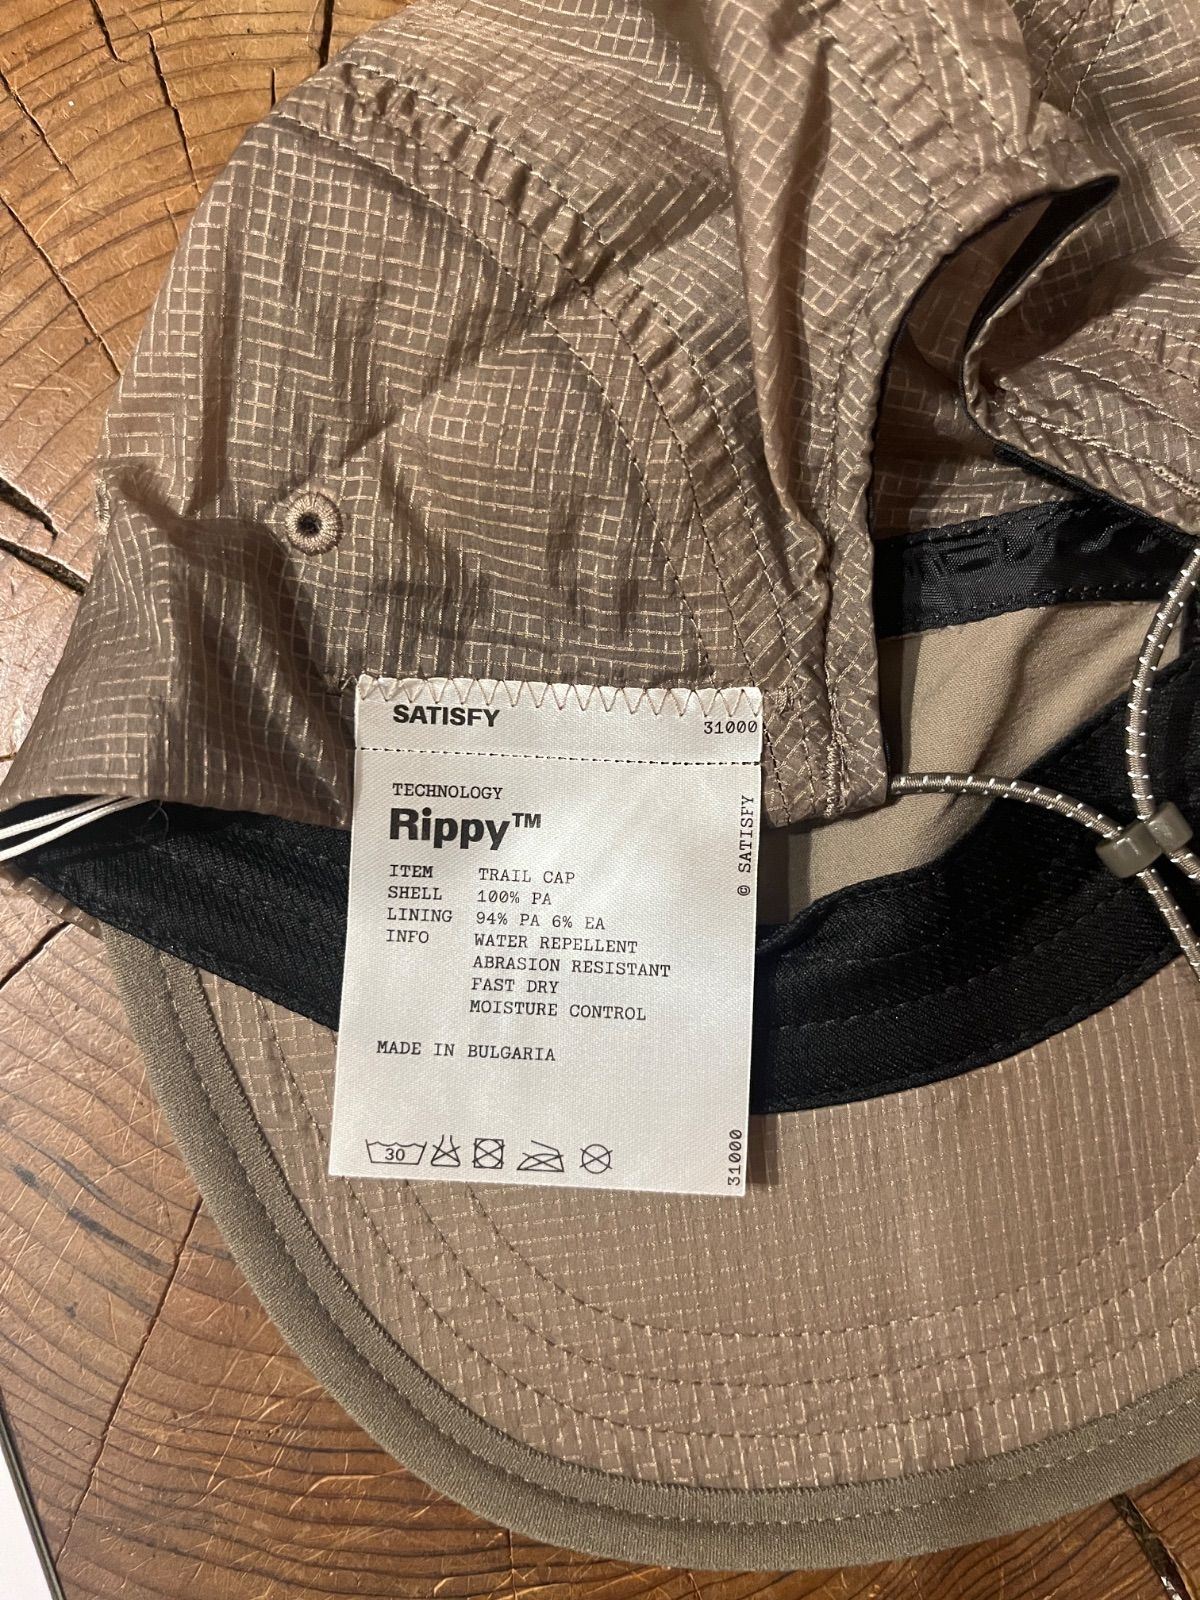 SATISFY
31000
TECHNOLOGY
Rippy™
ITEM TRAIL CAP
SHELL 100% PA
LINING 94% PA 6% EA
INFO WATER REPELLENT
ABRASION RESISTANT
FAST DRY
MOISTURE CONTROL
MADE IN BULGARIA
30
© SATISFY
31000